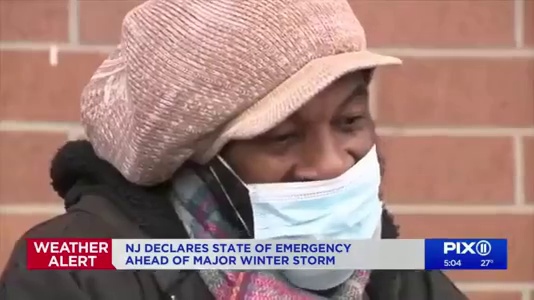 WEATHER
ALERT
NJ DECLARES STATE OF EMERGENCY
AHEAD OF MAJOR WINTER STORM
PIX11
5:04 27°